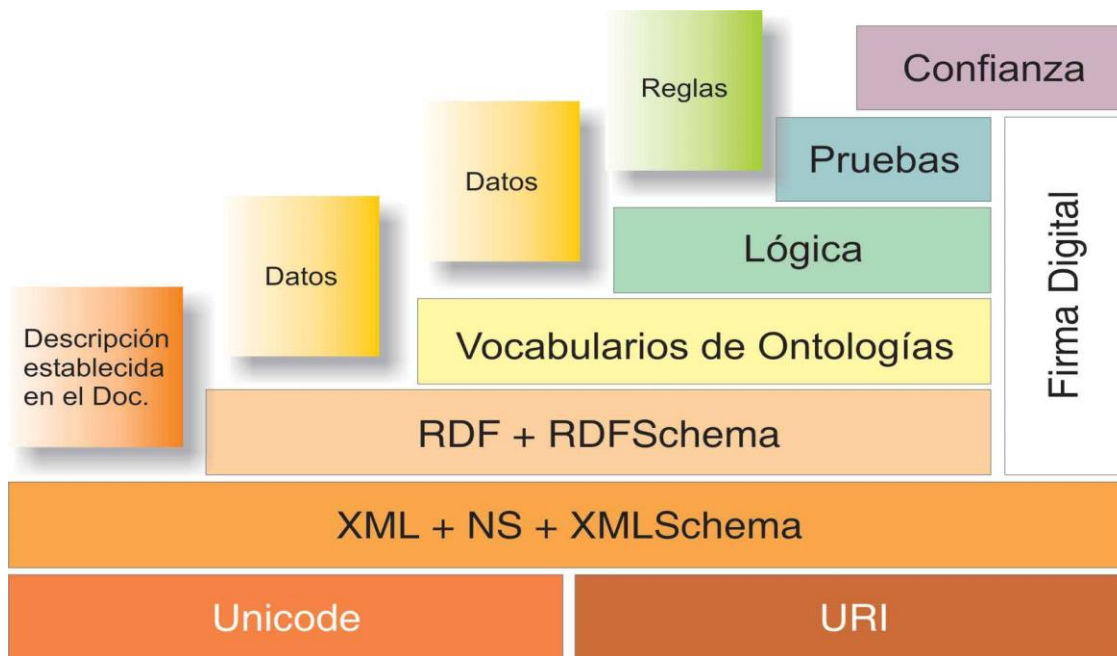 Confianza
Reglas
Pruebas
Datos
Lógica
Firma Digital
Datos
Vocabularios de Ontologías
Descripción
establecida
en el Doc.
RDF + RDFSchema
XML + NS + XMLSchema
Unicode
URI